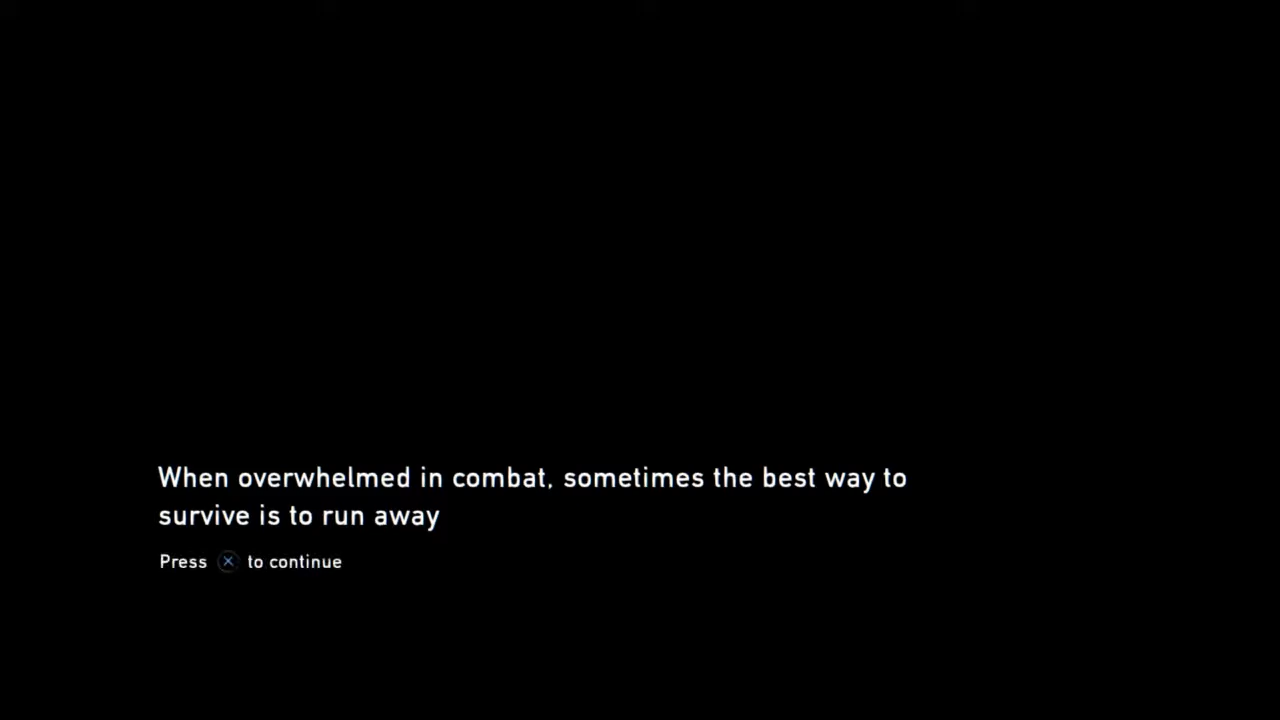 When overwhelmed in combat, sometimes the best way to
survive is to run away
Press ⓧ to continue